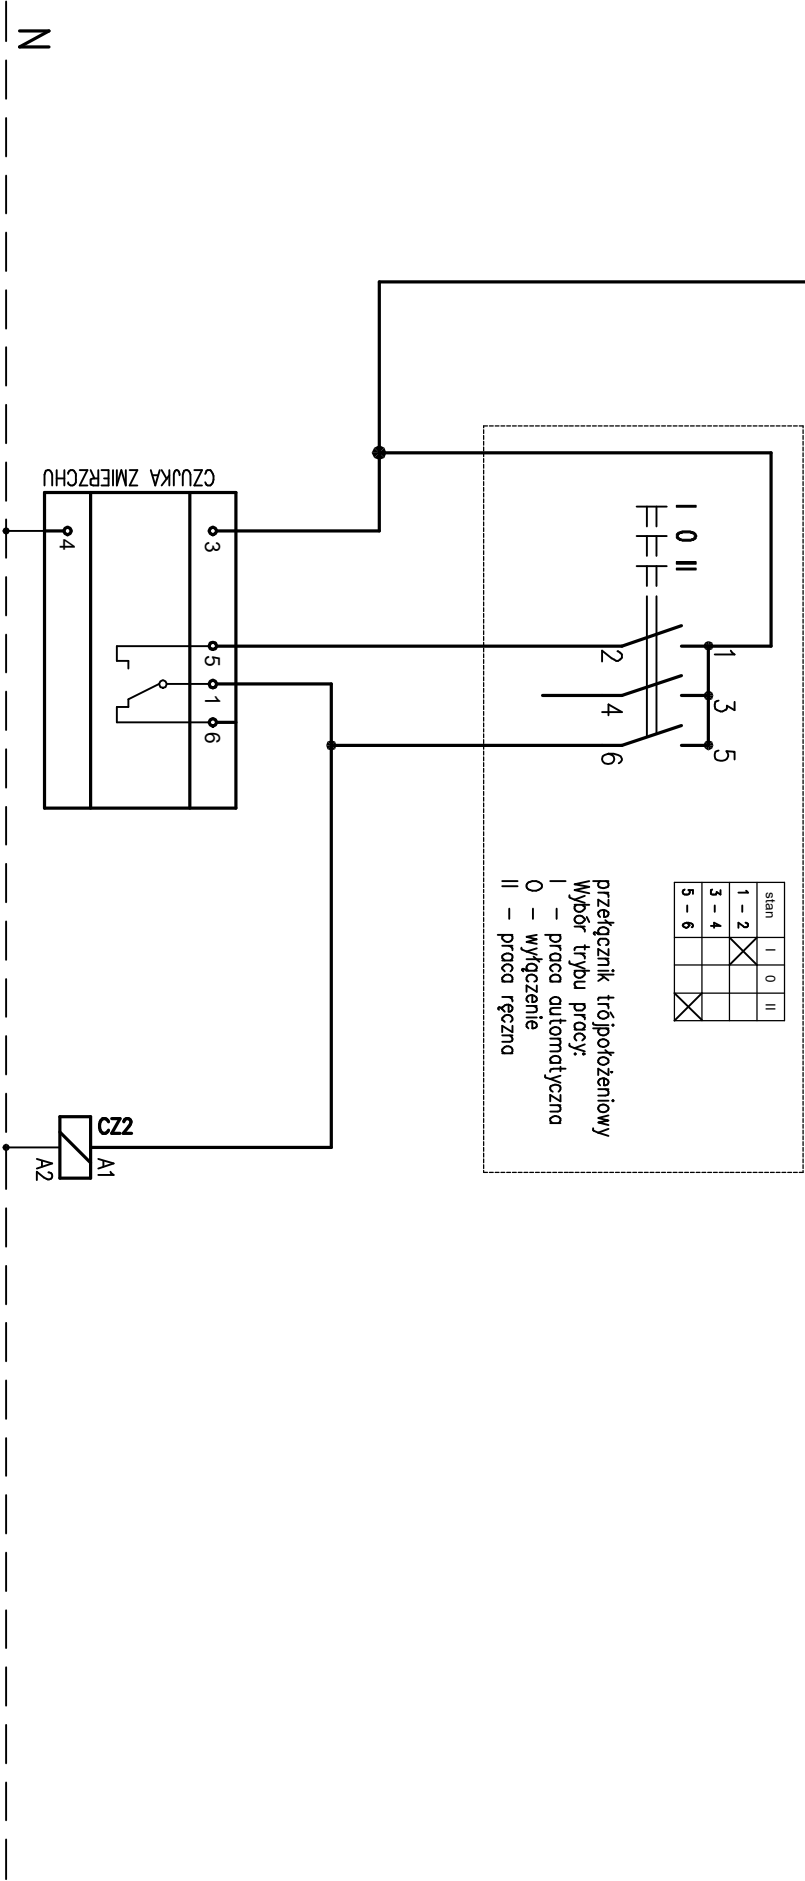 I
0
II
1
3
5
2
4
6
stan I 0 II
1 - 2
3 - 4
5 - 6
przełącznik trójpołożeniowy
Wybór trybu pracy:
I - praca automatyczna
0 - wyłączenie
II - praca ręczna
CZUJKA ZMIERZCHU
3
5
1
6
4
CZ2
A1
A2
N